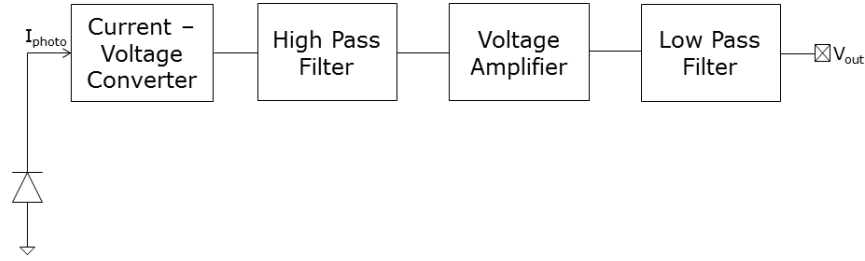 I_photo
Current –
Voltage
Converter
High Pass
Filter
Voltage
Amplifier
Low Pass
Filter
V_out